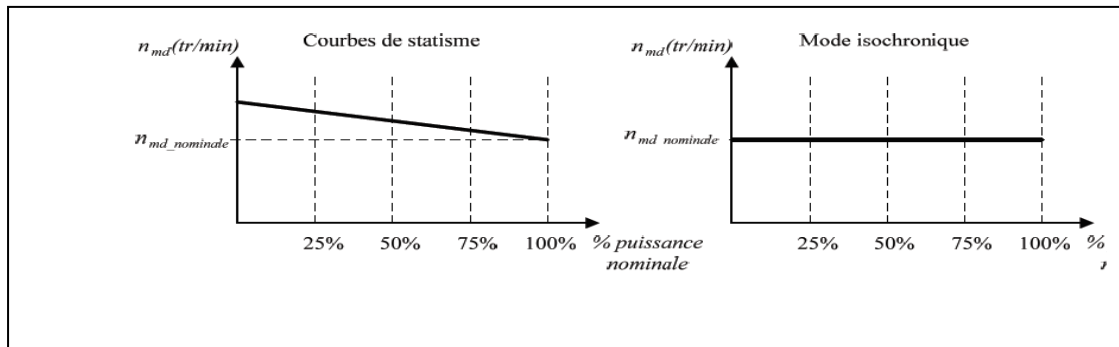 Courbes de statisme
n_md(tr/min)
n_md_nominale
25% 50% 75% 100% % puissance
nominale
Mode isochronique
n_md(tr/min)
n_md nominale
25% 50% 75% 100% %